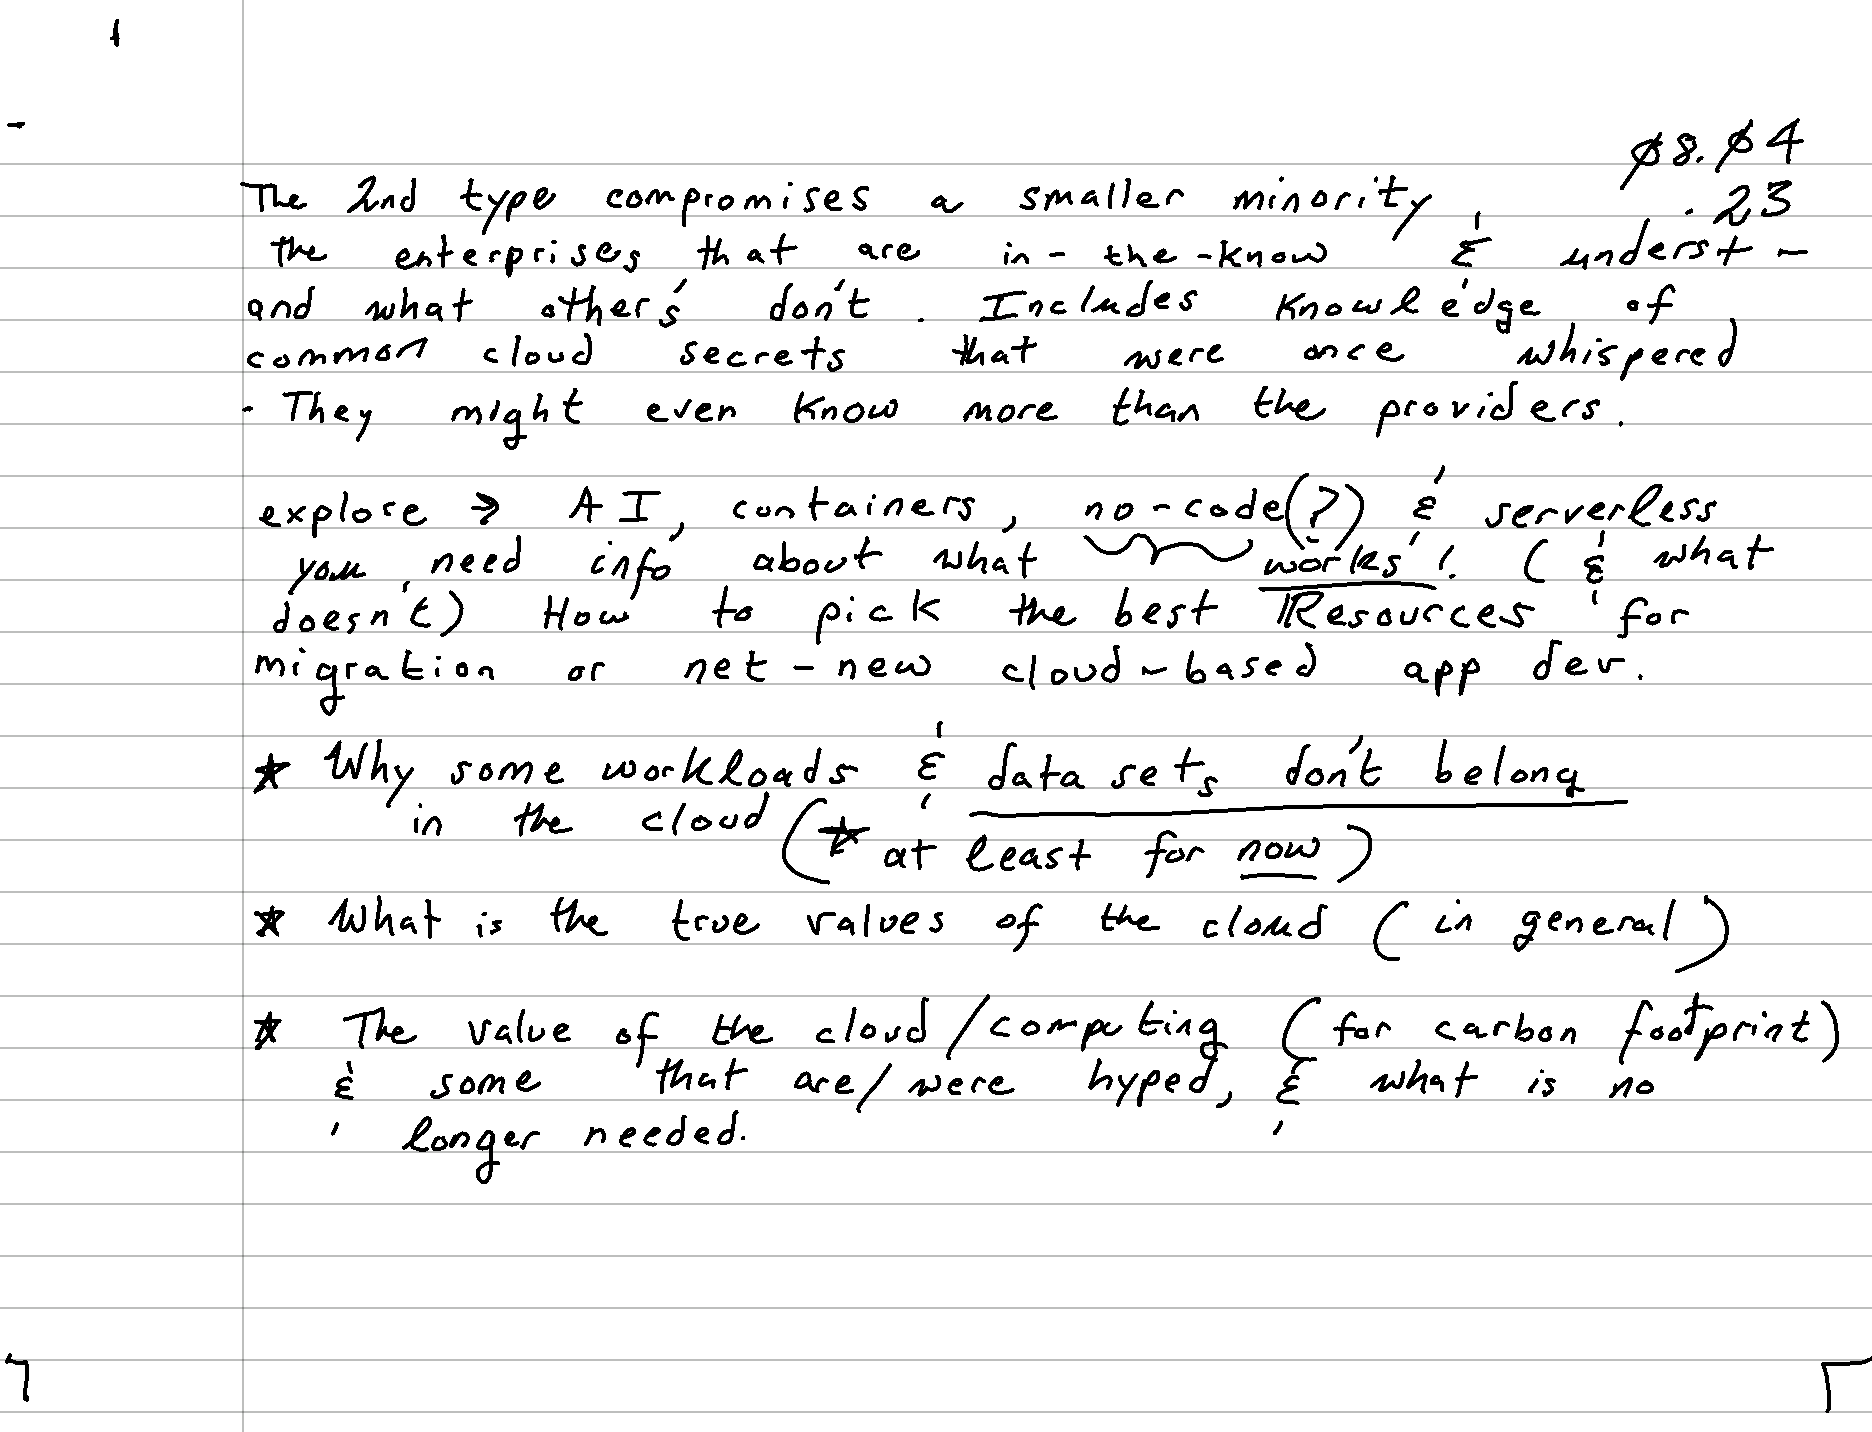 ø8.ø4
.23
The 2nd type compromises a smaller minority
the enterprises that are in-the-know & underst-
and what other's don't. Includes knowledge of
common cloud secrets that were once whispered
. They might even know more than the providers.
explore → AI, containers, no-code(?) & serverless
you need info about what works! (& what
doesn't) How to pick the best Resources for
migration or net-new cloud-based app dev.
* Why some workloads & data sets don't belong
in the cloud (* at least for now)
* What is the true values of the cloud (in general)
* The value of the cloud/computing (for carbon footprint)
& some that are/were hyped, & what is no
longer needed.